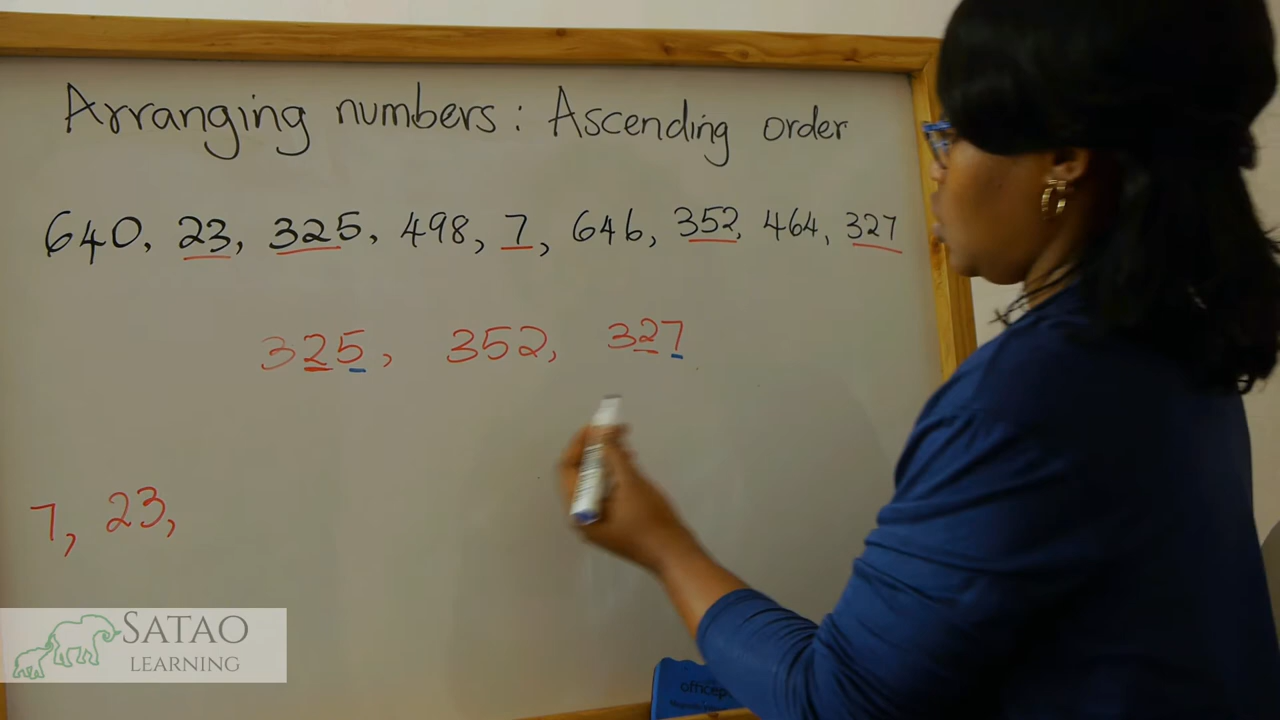 Arranging numbers: Ascending order
640, 23, 325, 498, 7, 646, 352, 464, 327
325, 352, 327
7, 23,
SATAO
LEARNING